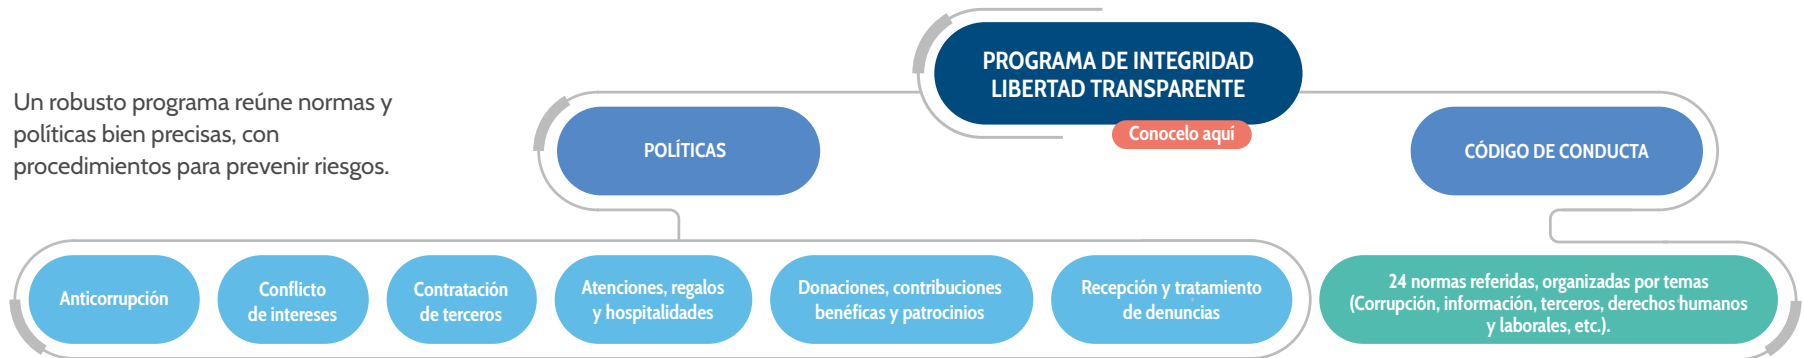 PROGRAMA DE INTEGRIDAD
LIBERTAD TRANSPARENTE
Conocelo aquí
Un robusto programa reúne normas y
políticas bien precisas, con
procedimientos para prevenir riesgos.
POLÍTICAS
CÓDIGO DE CONDUCTA
Anticorrupción
Conflicto
de intereses
Contratación
de terceros
Atenciones, regalos
y hospitalidades
Donaciones, contribuciones
benéficas y patrocinios
Recepción y tratamiento
de denuncias
24 normas referidas, organizadas por temas
(Corrupción, información, terceros, derechos humanos
y laborales, etc.).